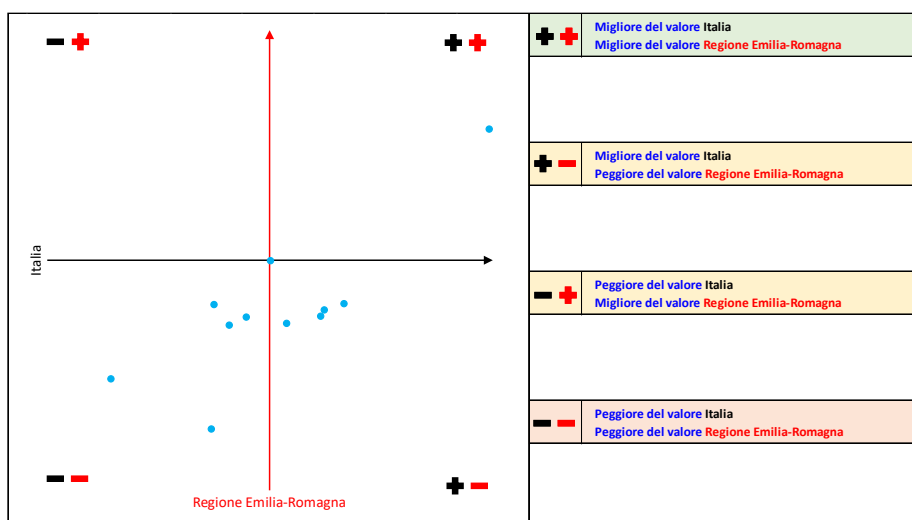 Italia
Regione Emilia-Romagna
Migliore del valore Italia
Migliore del valore Regione Emilia-Romagna
Migliore del valore Italia
Peggiore del valore Regione Emilia-Romagna
Peggiore del valore Italia
Migliore del valore Regione Emilia-Romagna
Peggiore del valore Italia
Peggiore del valore Regione Emilia-Romagna